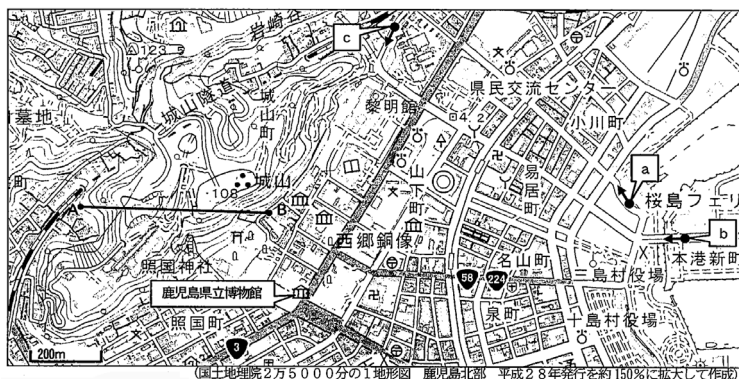 岩崎谷
c
123.5
城山隧道
城山町
黎明館
県民交流センター
小川町
墓地
町
4.2
a
易居町
桜島フェリ
108
城山
山下町
A
B
b
西郷銅像
名山町
本港新町
照国神社
三島村役場
鹿児島県立博物館
58
224
照国町
泉町
十島村役場
3
200m
(国土地理院2万5000分の1地形図 鹿児島北部 平成28年発行を約150%に拡大して作成)